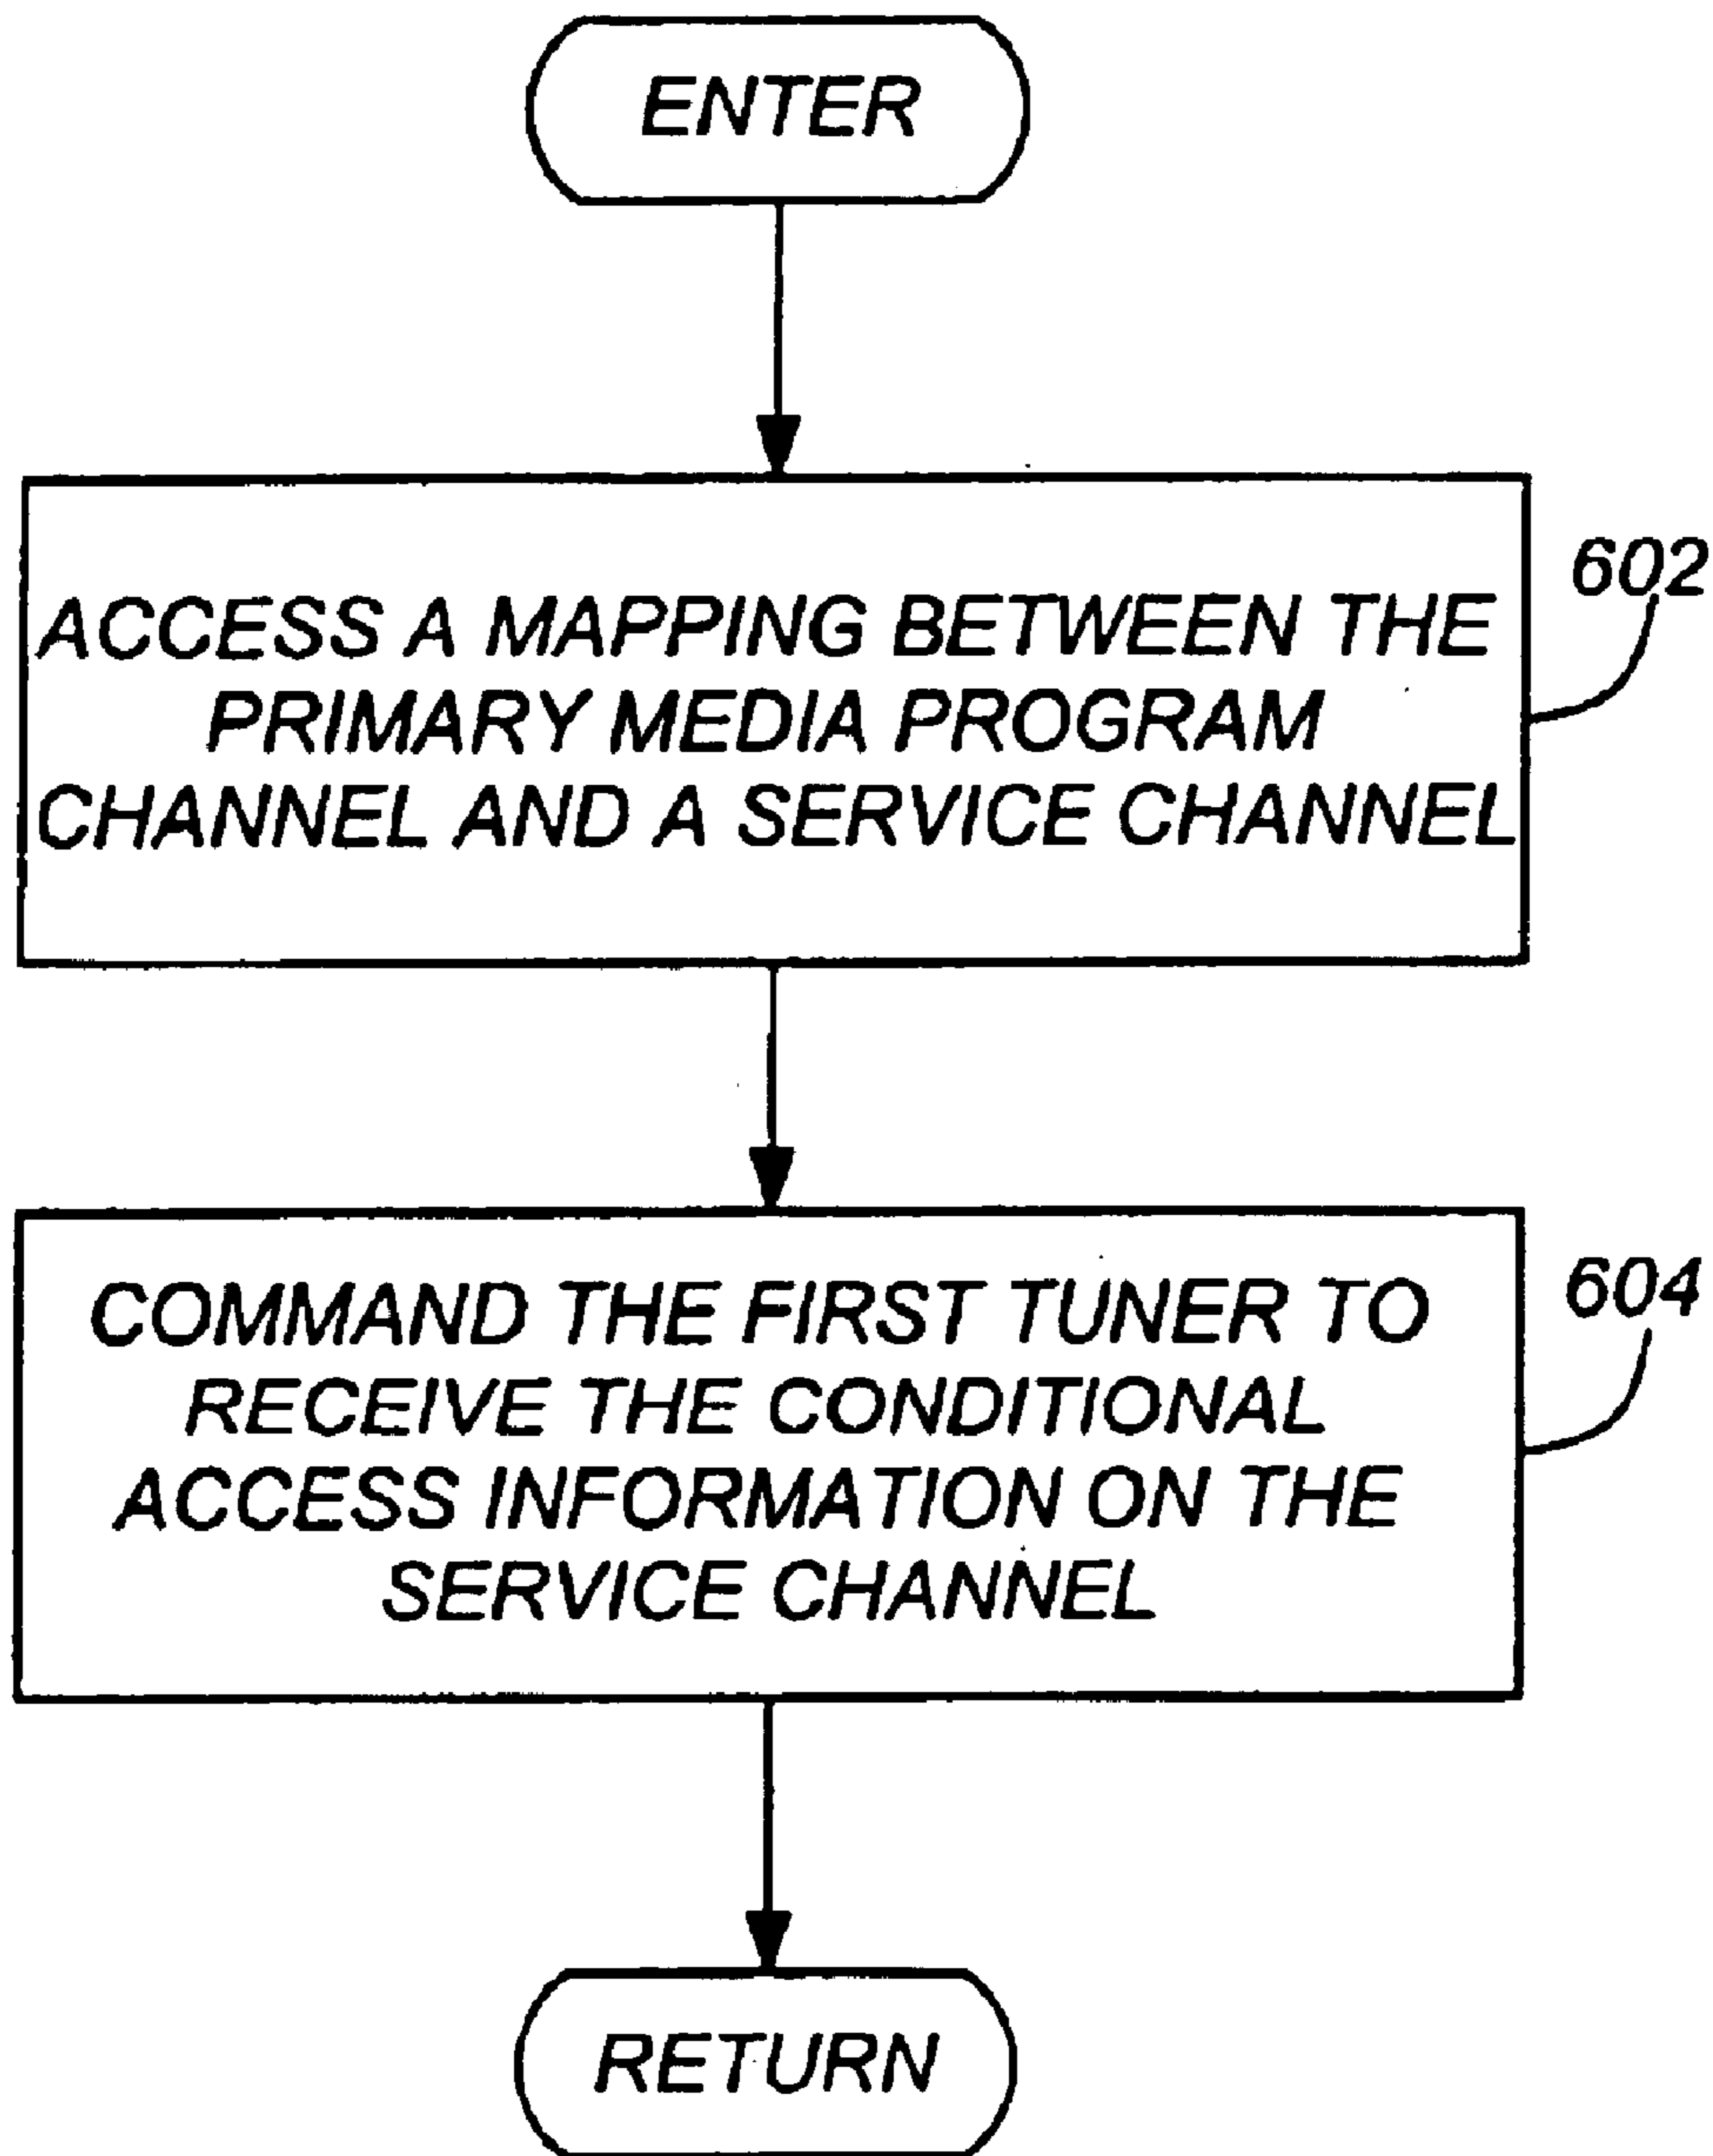 ENTER
ACCESS A MAPPING BETWEEN THE
PRIMARY MEDIA PROGRAM
CHANNEL AND A SERVICE CHANNEL
602
COMMAND THE FIRST TUNER TO
RECEIVE THE CONDITIONAL
ACCESS INFORMATION ON THE
SERVICE CHANNEL
604
RETURN